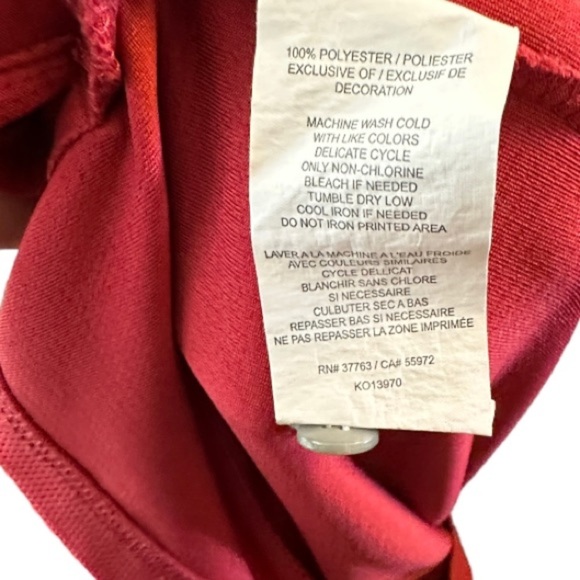 100% POLYESTER / POLIESTER
EXCLUSIVE OF / EXCLUSIF DE
DECORATION
MACHINE WASH COLD
WITH LIKE COLORS
DELICATE CYCLE
ONLY NON-CHLORINE
BLEACH IF NEEDED
TUMBLE DRY LOW
COOL IRON IF NEEDED
DO NOT IRON PRINTED AREA
LAVER A LA MACHINE A L'EAU FROIDE
AVEC COULEURS SIMILAIRES
CYCLE DELLICAT
BLANCHIR SANS CHLORE
SI NECESSAIRE
CULBUTER SEC A BAS
REPASSER BAS SI NECESSAIRE
NE PAS REPASSER LA ZONE IMPRIMÉE
RN# 37763 / CA# 55972
KO13970